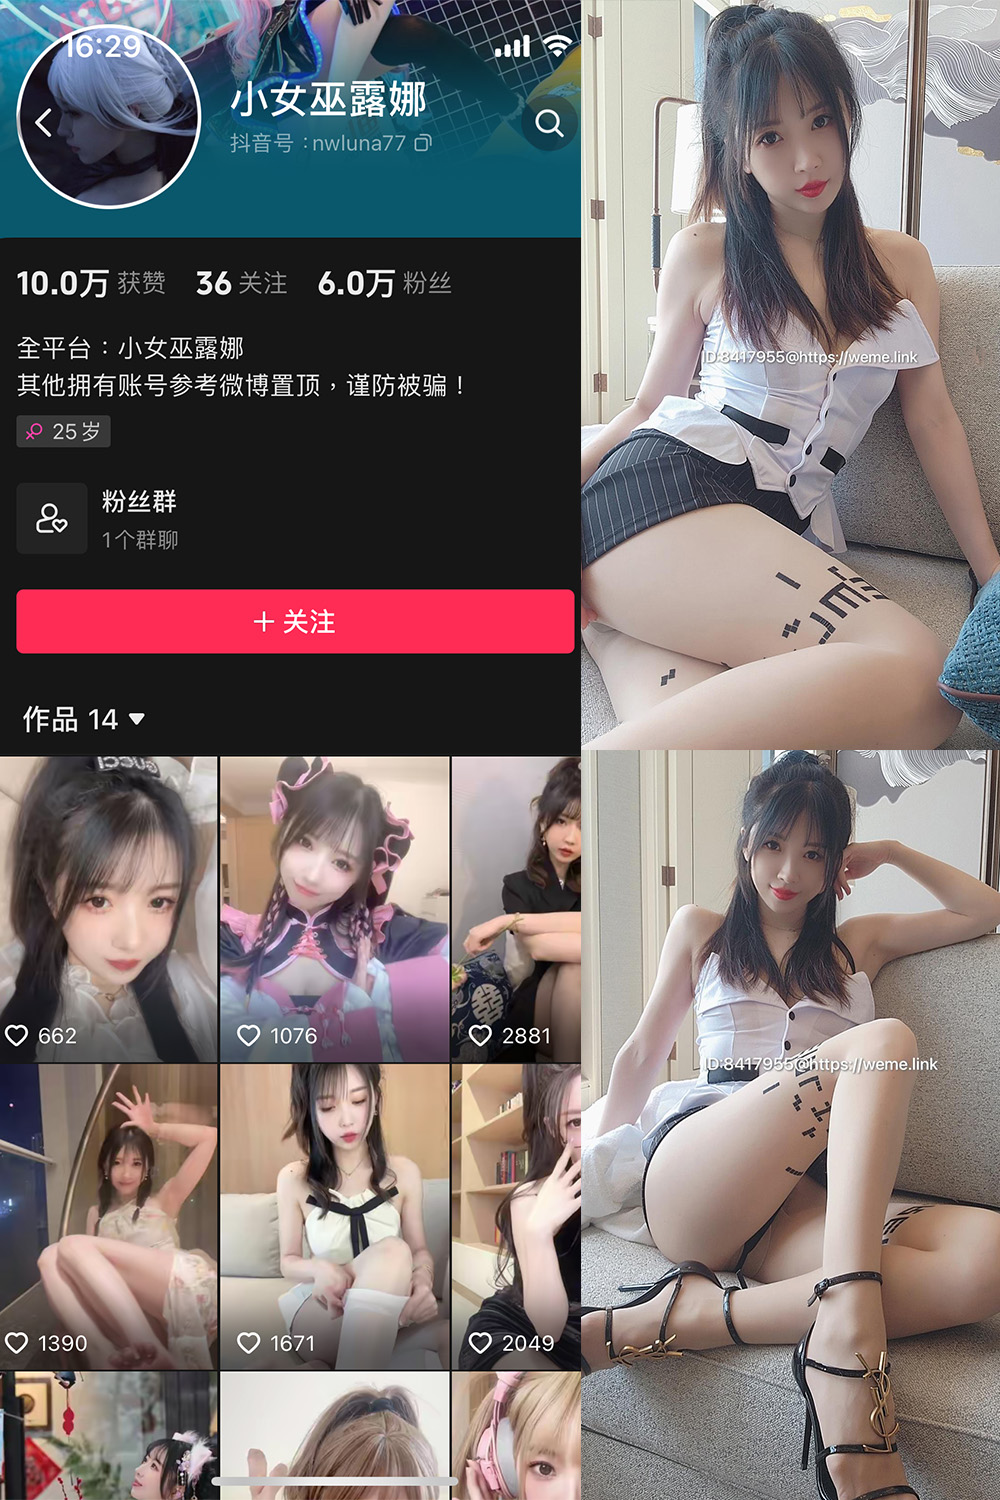 16:29
小女巫露娜
抖音号：nwluna77
10.0万 获赞 36 关注 6.0万 粉丝
全平台：小女巫露娜
其他拥有账号参考微博置顶，谨防被骗！
25岁
粉丝群
1个群聊
＋ 关注
作品 14
GUCCI
662
1076
2881
1390
1671
2049
ID:8417955@https://weme.link
ID:8417955@https://weme.link